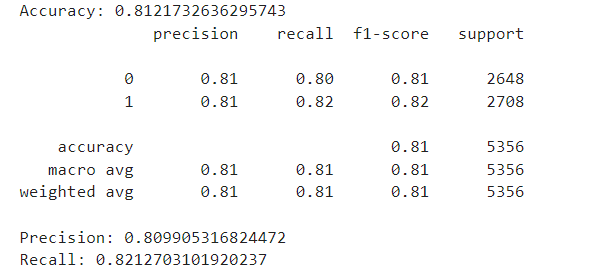 Accuracy: 0.8121732636295743
precision recall f1-score support
0 0.81 0.80 0.81 2648
1 0.81 0.82 0.82 2708
accuracy 0.81 5356
macro avg 0.81 0.81 0.81 5356
weighted avg 0.81 0.81 0.81 5356
Precision: 0.809905316824472
Recall: 0.8212703101920237